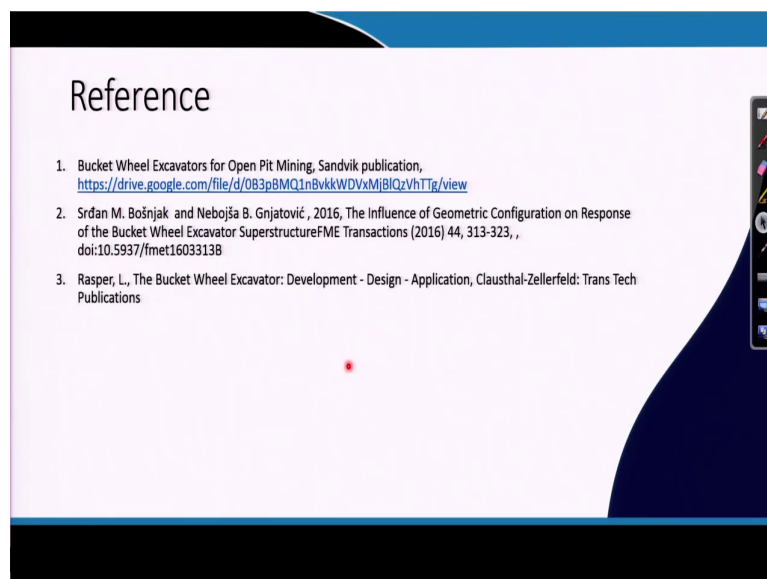 Reference
1. Bucket Wheel Excavators for Open Pit Mining, Sandvik publication,
https://drive.google.com/file/d/0B3pBMQ1nBvkkWDVxMjBlQzVhTTg/view
2. Srđan M. Bošnjak and Nebojša B. Gnjatović , 2016, The Influence of Geometric Configuration on Response
of the Bucket Wheel Excavator SuperstructureFME Transactions (2016) 44, 313-323, ,
doi:10.5937/fmet1603313B
3. Rasper, L., The Bucket Wheel Excavator: Development - Design - Application, Clausthal-Zellerfeld: Trans Tech
Publications